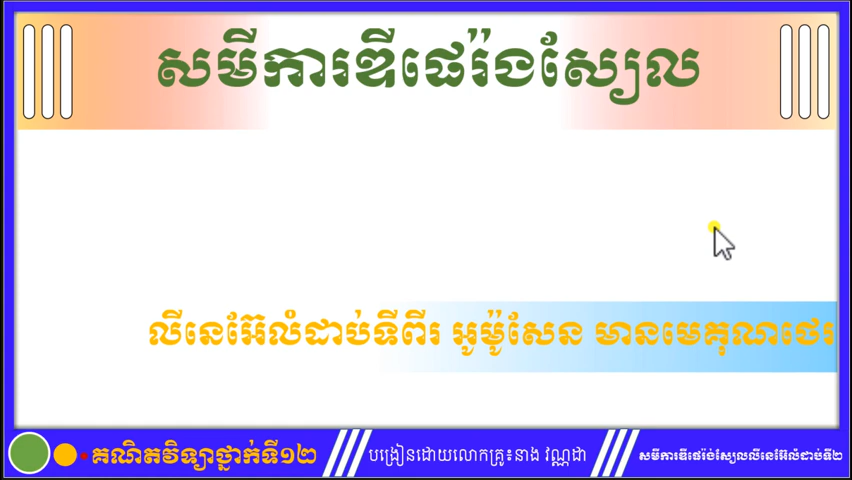 សមីការឌីផេរ៉ងស្យែល
លីនេអ៊ែលំដាប់ទីពីរ អូម៉ូសែន មានមេគុណថេរ
គណិតវិទ្យាថ្នាក់ទី១២
បង្រៀនដោយលោកគ្រូ៖នាង វណ្ណដា
សមីការឌីផេរ៉ង់ស្យែលលីនេអ៊ែលំដាប់ទី២